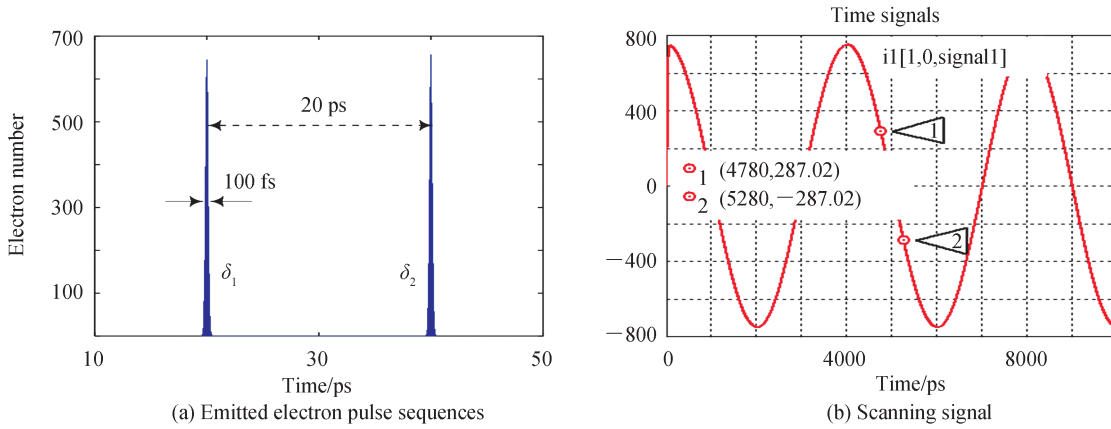 700
500
300
100
Electron number
20 ps
100 fs
δ1
δ2
10
30
50
Time/ps
(a) Emitted electron pulse sequences
Time signals
800
400
0
−400
−800
i1[1,0,signal1]
1
1 (4780,287.02)
2 (5280,−287.02)
2
0
4000
8000
Time/ps
(b) Scanning signal